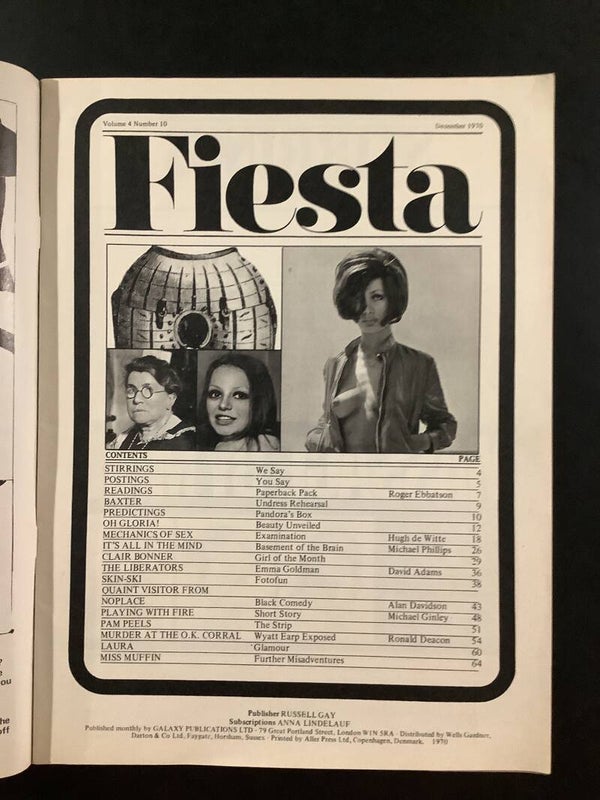 Volume 4 Number 10 December 1970
Fiesta
CONTENTS PAGE
STIRRINGS We Say 4
POSTINGS You Say 5
READINGS Paperback Pack Roger Ebbatson 7
BAXTER Undress Rehearsal 9
PREDICTINGS Pandora's Box 10
OH GLORIA! Beauty Unveiled 12
MECHANICS OF SEX Examination Hugh de Witte 18
IT'S ALL IN THE MIND Basement of the Brain Michael Phillips 26
CLAIR BONNER Girl of the Month 29
THE LIBERATORS Emma Goldman David Adams 36
SKIN-SKI Fotofun 38
QUAINT VISITOR FROM
NOPLACE Black Comedy Alan Davidson 43
PLAYING WITH FIRE Short Story Michael Ginley 48
PAM PEELS The Strip 51
MURDER AT THE O.K. CORRAL Wyatt Earp Exposed Ronald Deacon 54
LAURA Glamour 60
MISS MUFFIN Further Misadventures 64
Publisher RUSSELL GAY
Subscriptions ANNA LINDELAUF
Published monthly by GALAXY PUBLICATIONS LTD · 79 Great Portland Street, London W1N 5RA · Distributed by Wells Gardner,
Darton & Co Ltd, Faygate, Horsham, Sussex · Printed by Aller Press Ltd, Copenhagen, Denmark. 1970
?
ou
he
off